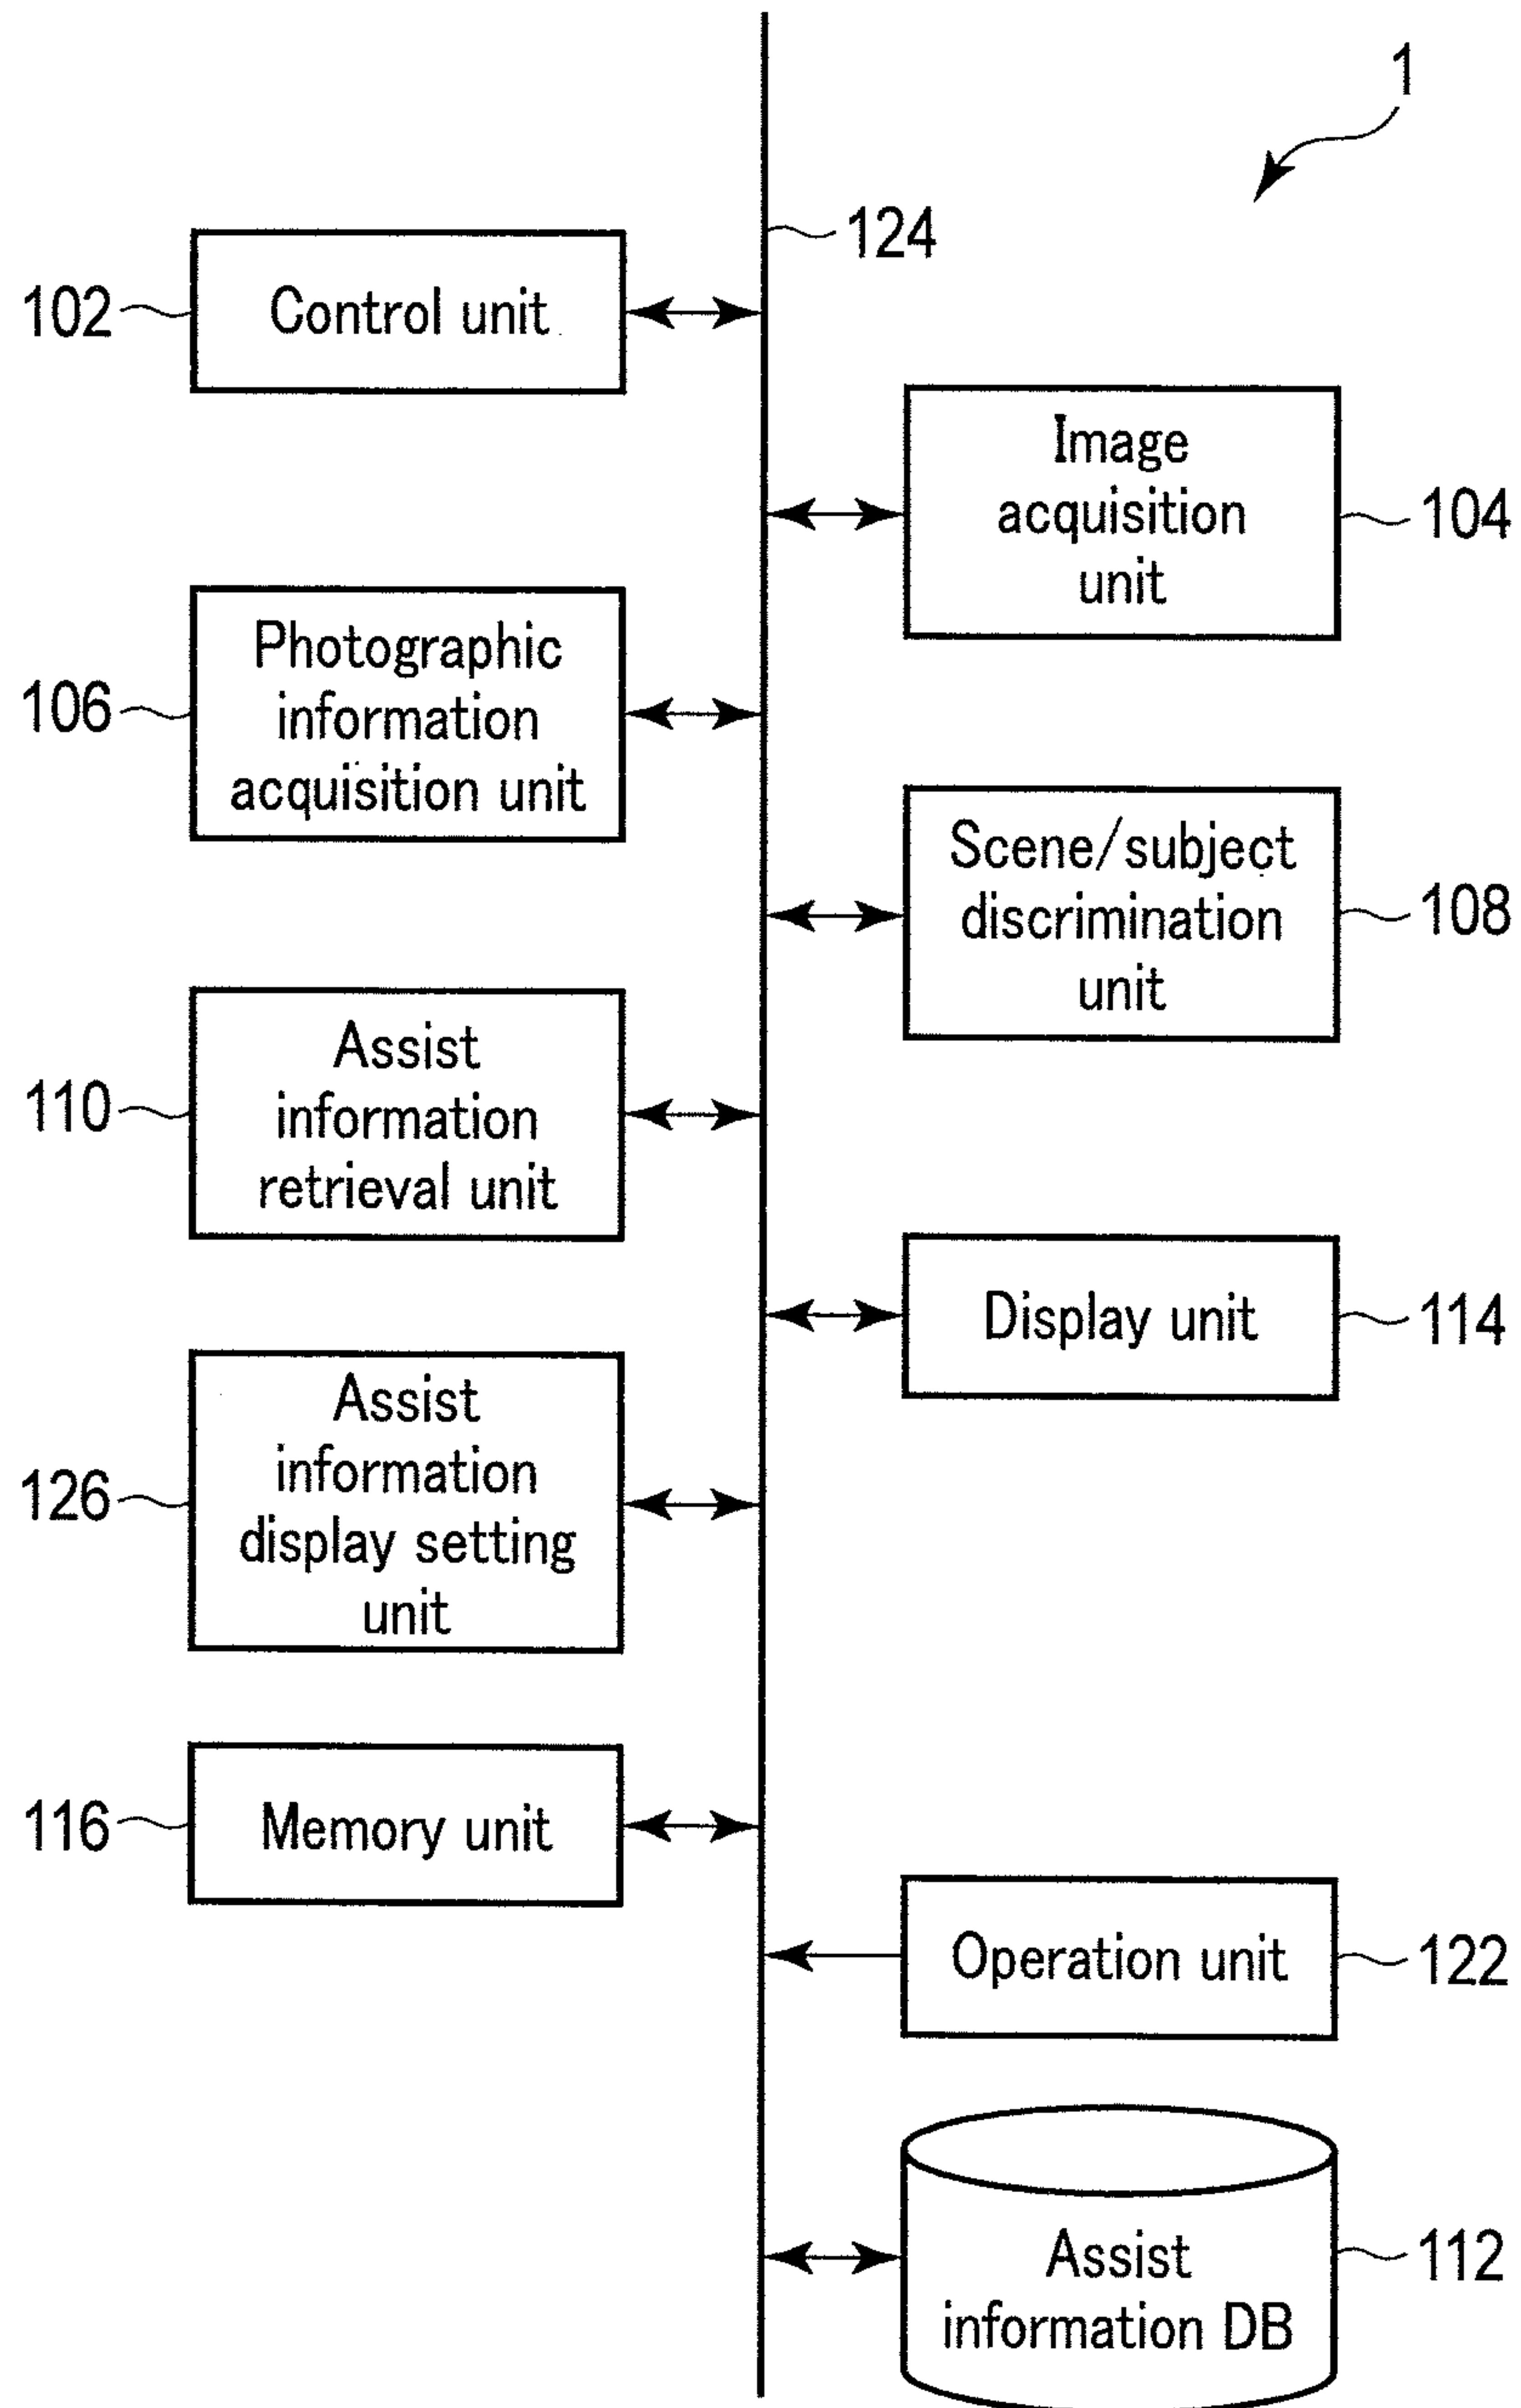 1
124
102
Control unit
Image
acquisition
unit
104
106
Photographic
information
acquisition unit
Scene/subject
discrimination
unit
108
110
Assist
information
retrieval unit
Display unit
114
126
Assist
information
display setting
unit
116
Memory unit
Operation unit
122
Assist
information DB
112